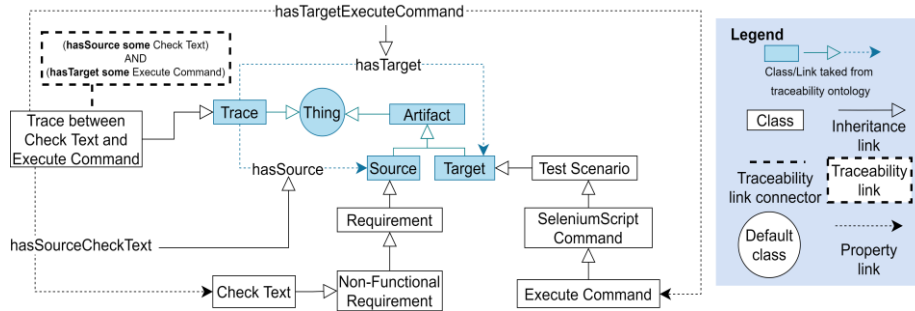 hasTargetExecuteCommand
(hasSource some Check Text)
AND
(hasTarget some Execute Command)
hasTarget
Trace between
Check Text and
Execute Command
Trace
Thing
Artifact
hasSource
Source
Target
Test Scenario
Requirement
SeleniumScript
Command
hasSourceCheckText
Check Text
Non-Functional
Requirement
Execute Command
Legend
Class/Link taked from
traceability ontology
Class
Inheritance
link
Traceability
link connector
Traceability
link
Default
class
Property
link